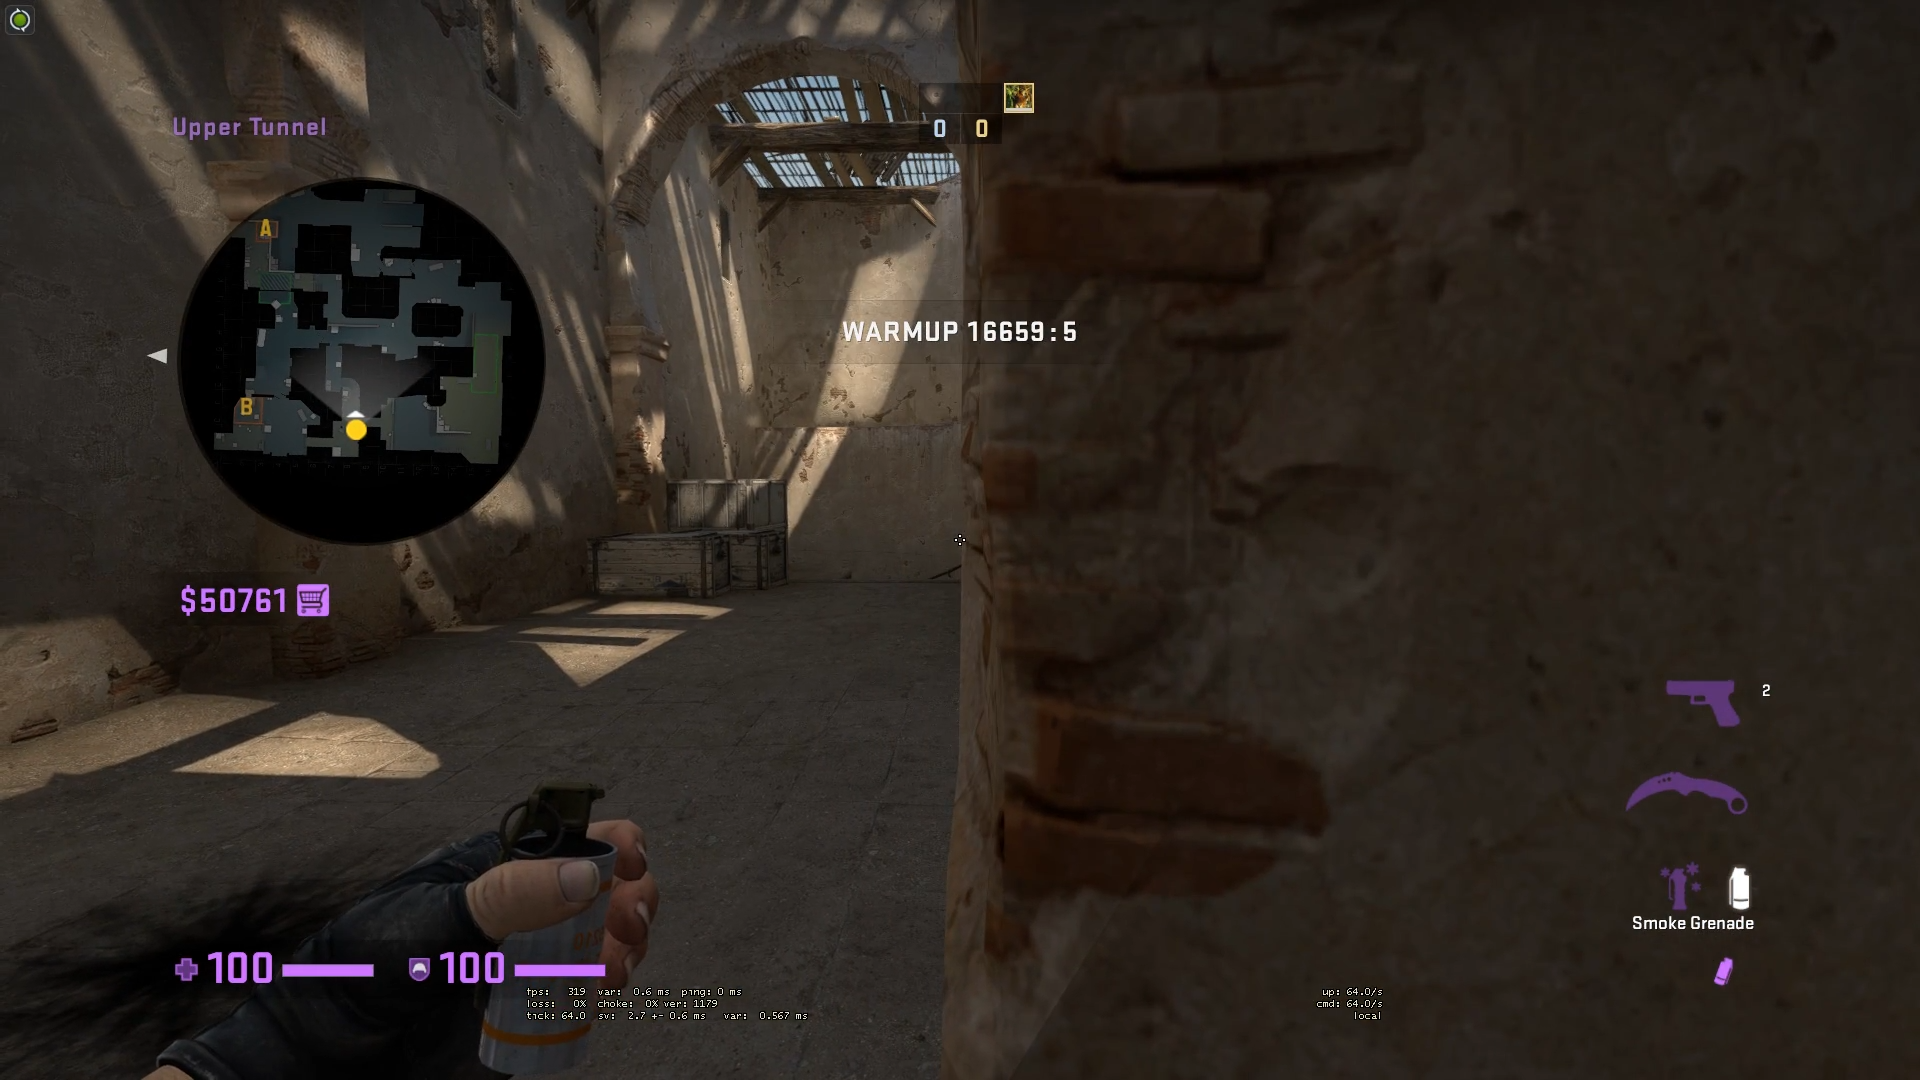 Upper Tunnel
0 0
A
WARMUP 16659:5
B
$50761
2
Smoke Grenade
100 100
fps: 319 var: 0.6 ms ping: 0 ms
loss: 0% choke: 0% ver: 1179
tick: 64.0 sv: 2.7 +- 0.6 ms var: 0.567 ms
up: 64.0/s
cmd: 64.0/s
local